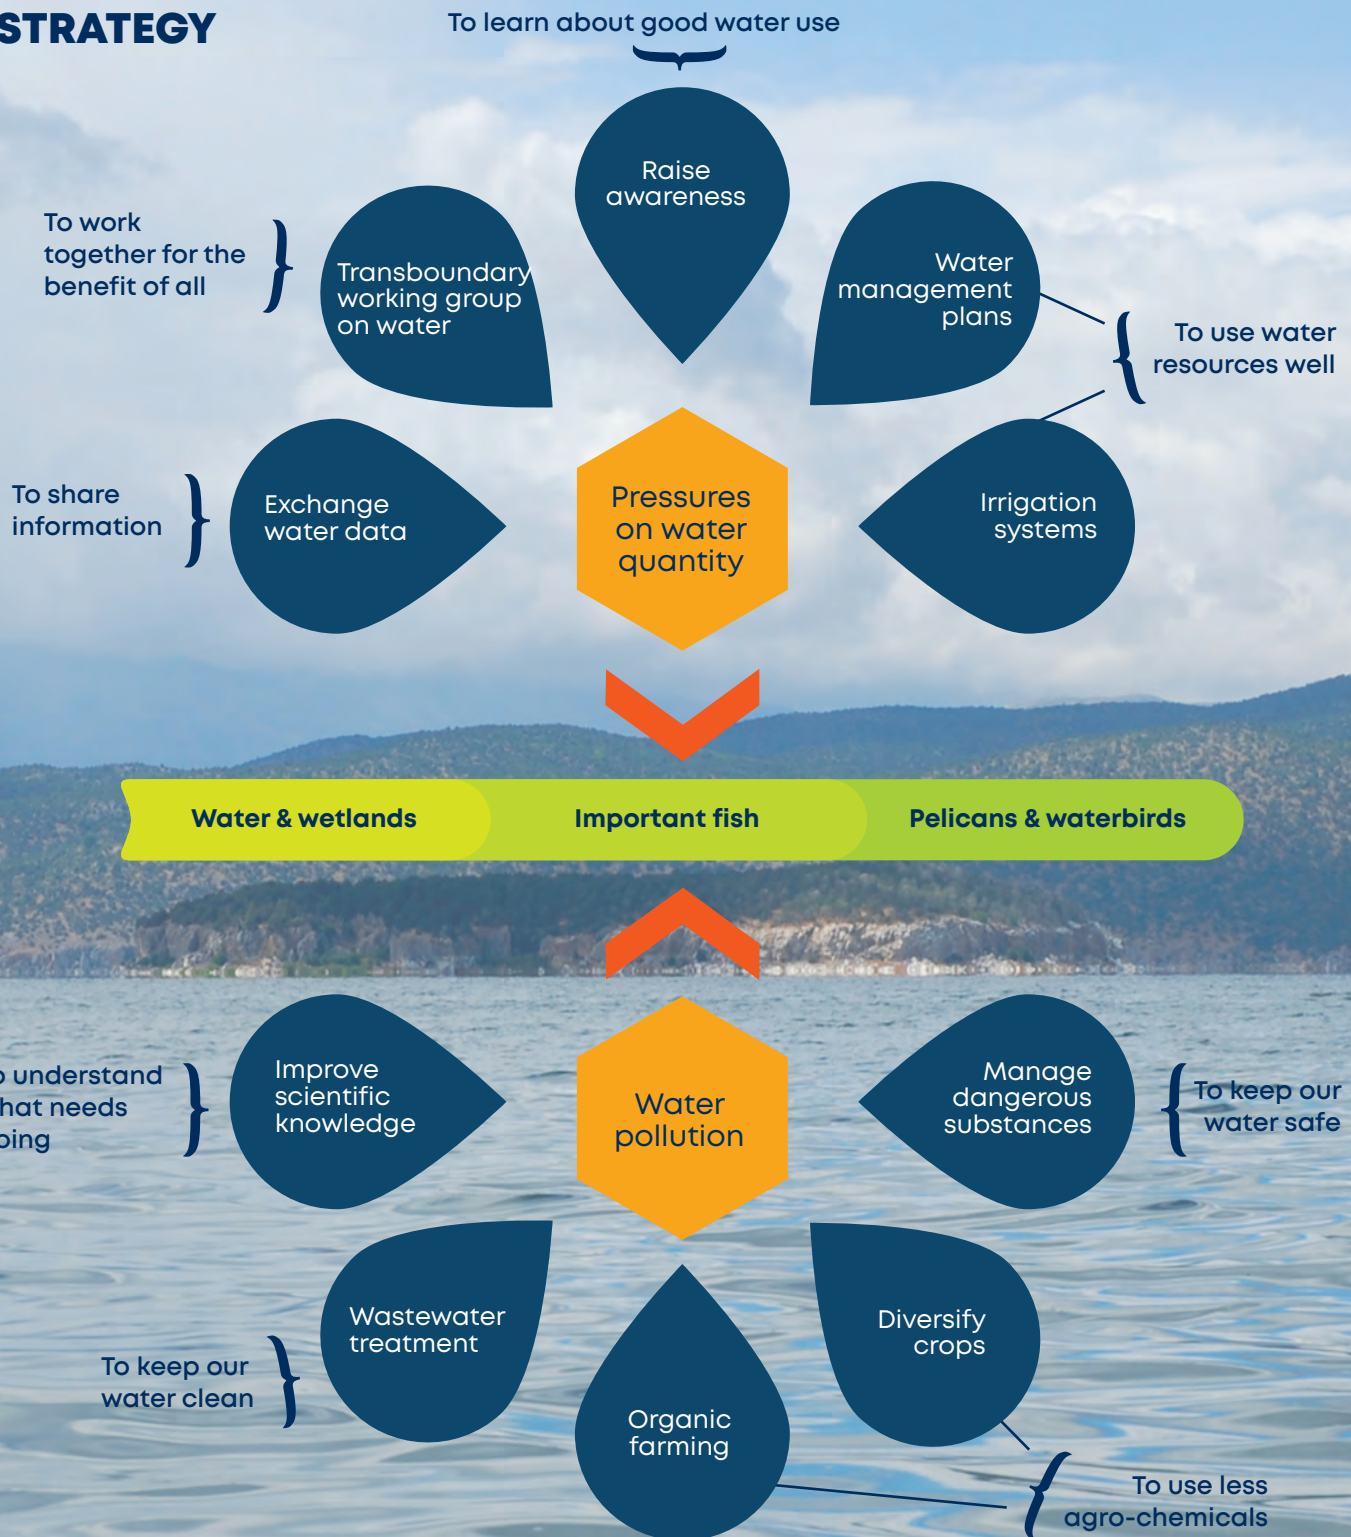 STRATEGY
To learn about good water use
Raise
awareness
To work
together for the
benefit of all
Transboundary
working group
on water
Water
management
plans
To use water
resources well
To share
information
Exchange
water data
Pressures
on water
quantity
Irrigation
systems
Water & wetlands
Important fish
Pelicans & waterbirds
understand
needs
Improve
scientific
knowledge
Water
pollution
Manage
dangerous
substances
To keep our
water safe
Wastewater
treatment
To keep our
water clean
Organic
farming
Diversify
crops
To use less
agro-chemicals